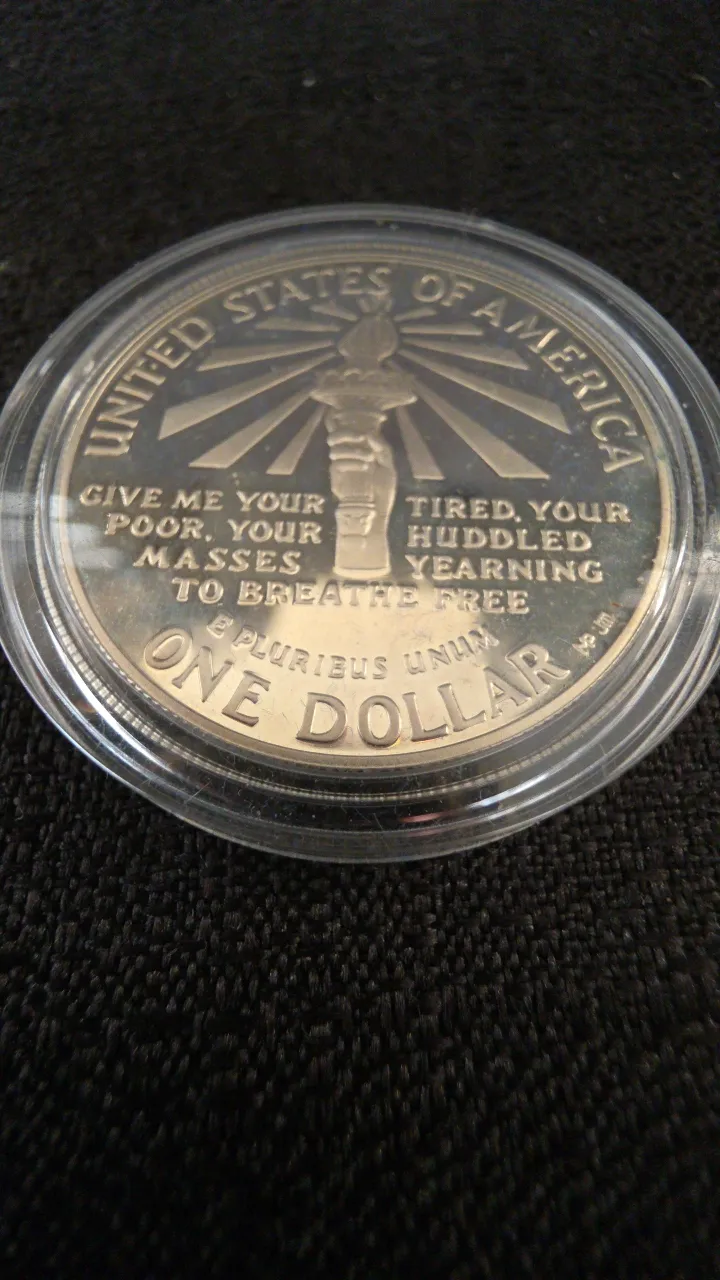 UNITED STATES OF AMERICA
GIVE ME YOUR TIRED, YOUR
POOR, YOUR HUDDLED
MASSES YEARNING
TO BREATHE FREE
E PLURIBUS UNUM
ONE DOLLAR